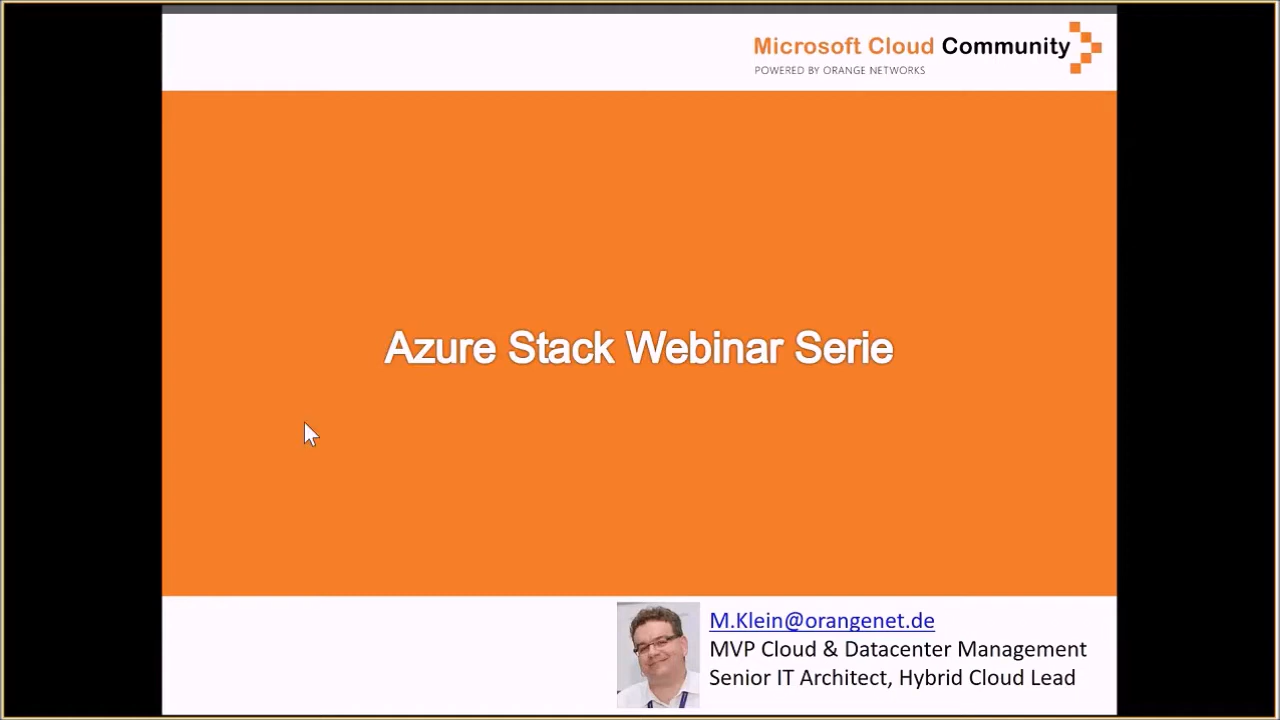 Microsoft Cloud Community
POWERED BY ORANGE NETWORKS
Azure Stack Webinar Serie
M.Klein@orangenet.de
MVP Cloud & Datacenter Management
Senior IT Architect, Hybrid Cloud Lead